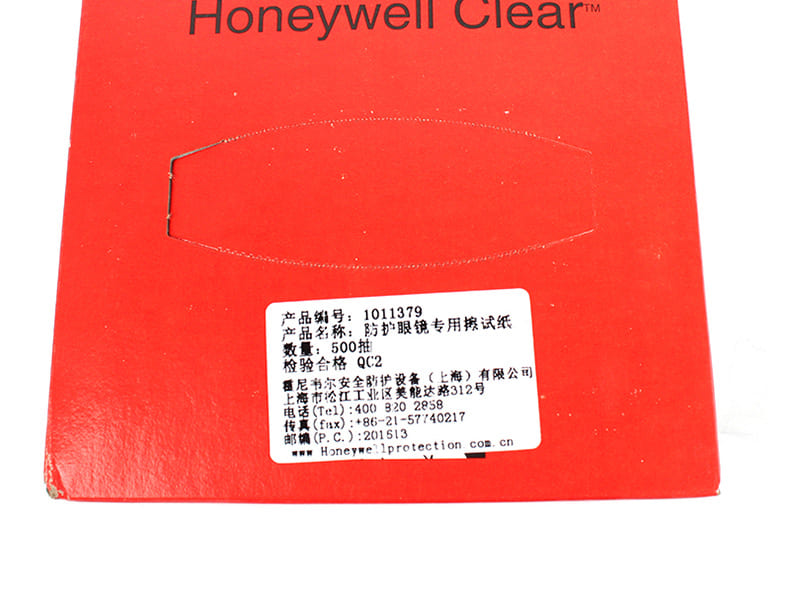 Honeywell Clear™
产品编号: 1011379
产品名称: 防护眼镜专用擦试纸
数量: 500抽
检验合格 QC2
霍尼韦尔安全防护设备（上海）有限公司
上海市松江工业区美能达路312号
电话(Tel):400 820 2858
传真(fax):+86-21-57740217
邮编(P.C.):201613
www Honeywellprotection com.cn